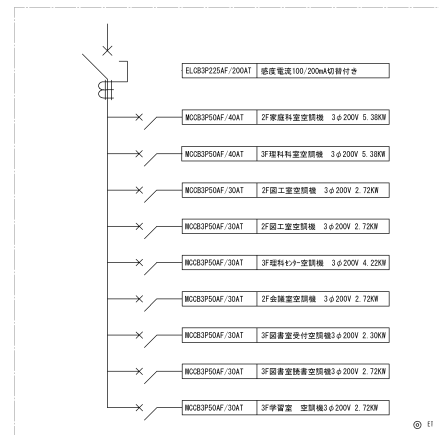 ELCB3P225AF/200AT 感度電流100/200mA切替付き
MCCB3P50AF/40AT 2F家庭科室空調機 3φ200V 5.38KW
MCCB3P50AF/40AT 3F理科科室空調機 3φ200V 5.38KW
MCCB3P50AF/30AT 2F図工室空調機 3φ200V 2.72KW
MCCB3P50AF/30AT 2F図工室空調機 3φ200V 2.72KW
MCCB3P50AF/30AT 3F理科センター空調機 3φ200V 4.22KW
MCCB3P50AF/30AT 2F会議室空調機 3φ200V 2.72KW
MCCB3P50AF/30AT 3F図書室受付空調機3φ200V 2.30KW
MCCB3P50AF/30AT 3F図書室読書空調機3φ200V 2.72KW
MCCB3P50AF/30AT 3F学習室 空調機3φ200V 2.72KW